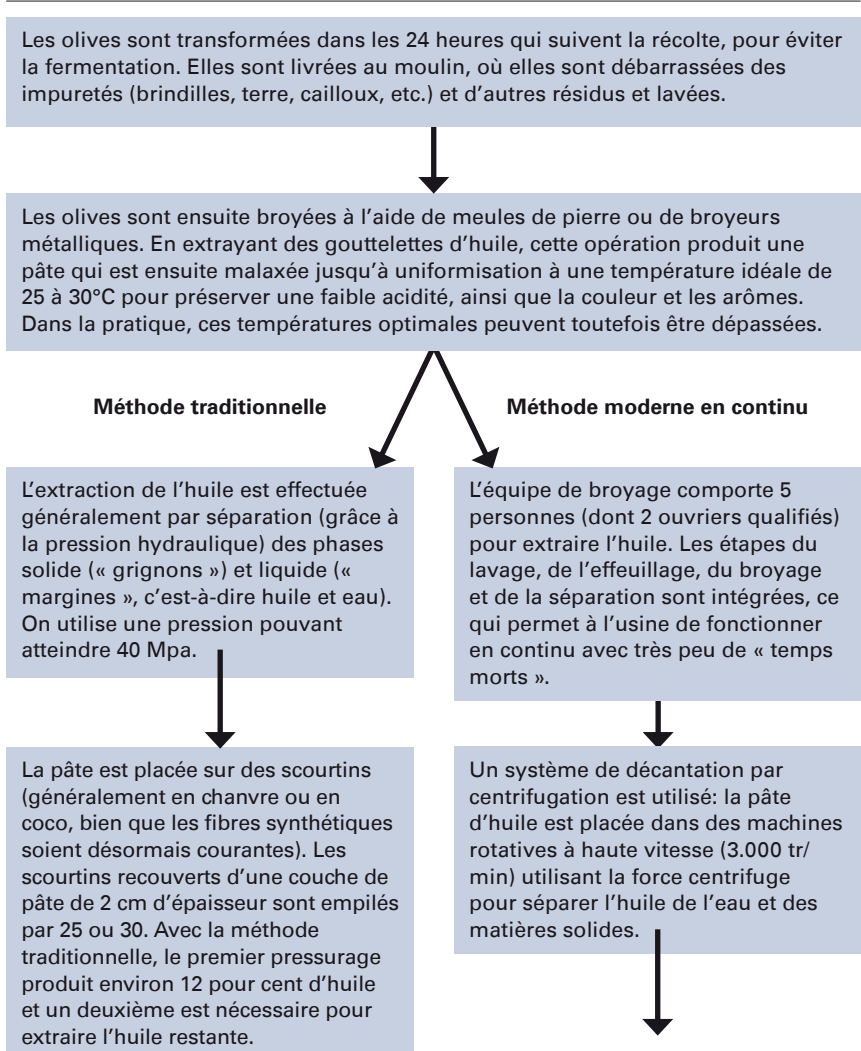 Les olives sont transformées dans les 24 heures qui suivent la récolte, pour éviter
la fermentation. Elles sont livrées au moulin, où elles sont débarrassées des
impuretés (brindilles, terre, cailloux, etc.) et d’autres résidus et lavées.
Les olives sont ensuite broyées à l’aide de meules de pierre ou de broyeurs
métalliques. En extrayant des gouttelettes d’huile, cette opération produit une
pâte qui est ensuite malaxée jusqu’à uniformisation à une température idéale de
25 à 30°C pour préserver une faible acidité, ainsi que la couleur et les arômes.
Dans la pratique, ces températures optimales peuvent toutefois être dépassées.
Méthode traditionnelle
L’extraction de l’huile est effectuée
généralement par séparation (grâce à
la pression hydraulique) des phases
solide (« grignons ») et liquide («
margines », c’est-à-dire huile et eau).
On utilise une pression pouvant
atteindre 40 Mpa.
La pâte est placée sur des scourtins
(généralement en chanvre ou en
coco, bien que les fibres synthétiques
soient désormais courantes). Les
scourtins recouverts d’une couche de
pâte de 2 cm d’épaisseur sont empilés
par 25 ou 30. Avec la méthode
traditionnelle, le premier pressurage
produit environ 12 pour cent d’huile
et un deuxième est nécessaire pour
extraire l’huile restante.
Méthode moderne en continu
L’équipe de broyage comporte 5
personnes (dont 2 ouvriers qualifiés)
pour extraire l’huile. Les étapes du
lavage, de l’effeuillage, du broyage
et de la séparation sont intégrées, ce
qui permet à l’usine de fonctionner
en continu avec très peu de « temps
morts ».
Un système de décantation par
centrifugation est utilisé: la pâte
d’huile est placée dans des machines
rotatives à haute vitesse (3.000 tr/
min) utilisant la force centrifuge
pour séparer l’huile de l’eau et des
matières solides.